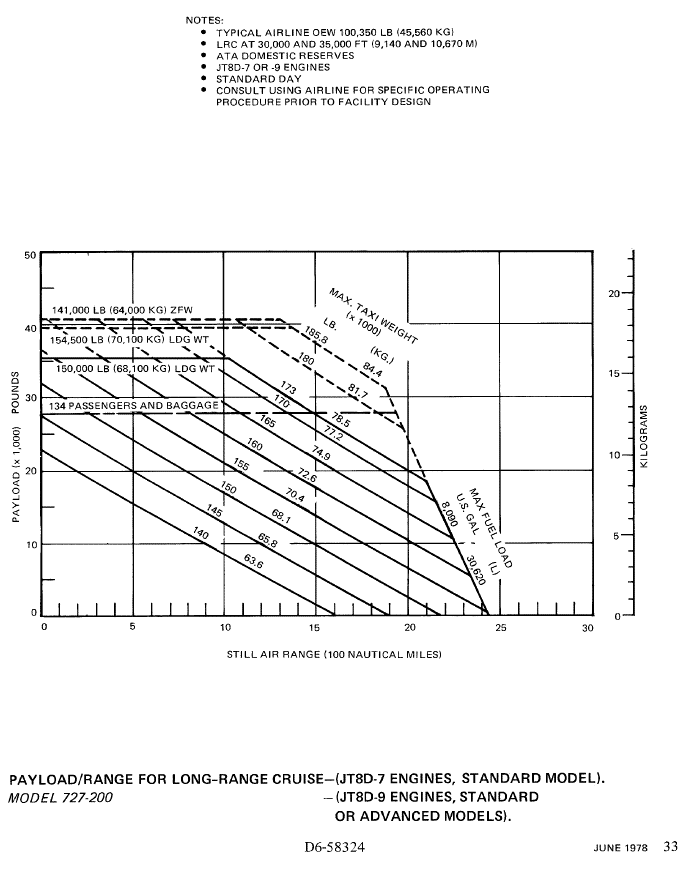 NOTES:
• TYPICAL AIRLINE OEW 100,350 LB (45,560 KG)
• LRC AT 30,000 AND 35,000 FT (9,140 AND 10,670 M)
• ATA DOMESTIC RESERVES
• JT8D-7 OR -9 ENGINES
• STANDARD DAY
• CONSULT USING AIRLINE FOR SPECIFIC OPERATING
PROCEDURE PRIOR TO FACILITY DESIGN
50
40
30
20
10
0
PAYLOAD (x 1,000) POUNDS
141,000 LB (64,000 KG) ZFW
154,500 LB (70,100 KG) LDG WT
150,000 LB (68,100 KG) LDG WT
134 PASSENGERS AND BAGGAGE
MAX. TAXI WEIGHT
(x 1000)
LB.
(KG.)
185.8
84.4
180
81.7
173
78.5
170
77.2
165
74.9
160
72.6
155
70.4
150
68.1
145
65.8
140
63.6
MAX FUEL LOAD
U.S. GAL
(L)
8,090
30,620
20
15
10
5
0
KILOGRAMS
0 5 10 15 20 25 30
STILL AIR RANGE (100 NAUTICAL MILES)
PAYLOAD/RANGE FOR LONG-RANGE CRUISE—(JT8D-7 ENGINES, STANDARD MODEL).
MODEL 727-200 —(JT8D-9 ENGINES, STANDARD
OR ADVANCED MODELS).
D6-58324
JUNE 1978 33